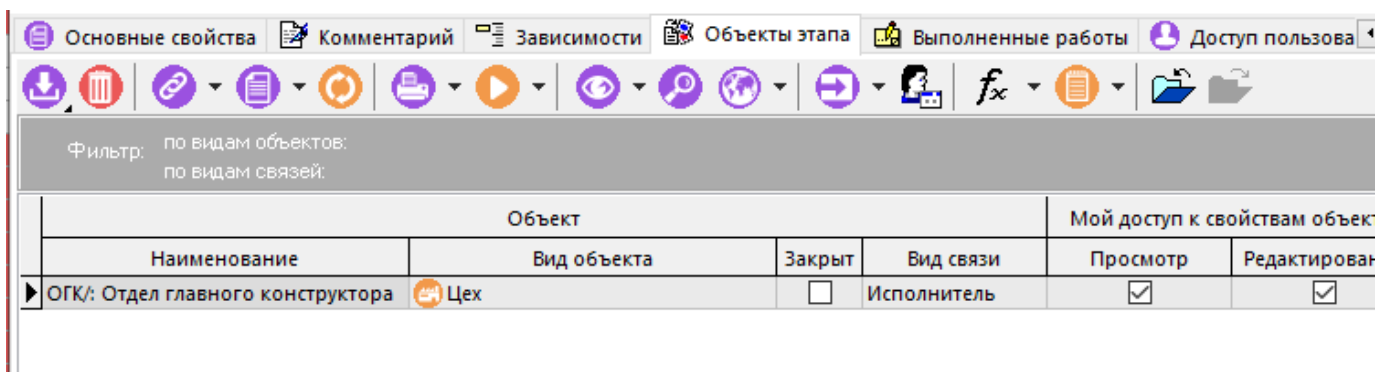 Основные свойства Комментарий Зависимости Объекты этапа Выполненные работы Доступ пользова
fx
Фильтр: по видам объектов:
по видам связей:
Объект Мой доступ к свойствам объект
Наименование Вид объекта Закрыт Вид связи Просмотр Редактирован
ОГК/: Отдел главного конструктора Цех Исполнитель